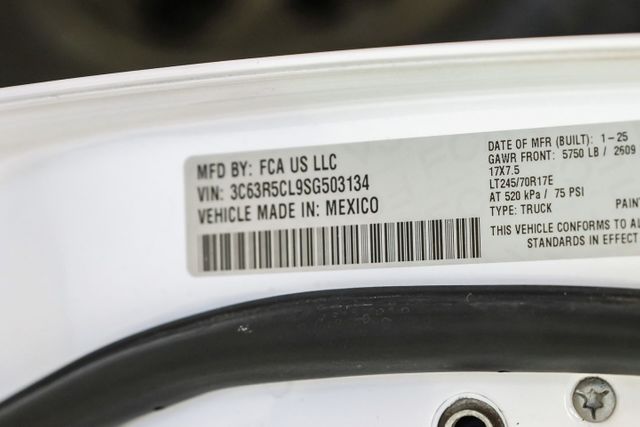 MFD BY: FCA US LLC
VIN: 3C63R5CL9SG503134
VEHICLE MADE IN: MEXICO
DATE OF MFR (BUILT): 1-25
GAWR FRONT: 5750 LB / 2609
17X7.5
LT245/70R17E
AT 520 kPa / 75 PSI
TYPE: TRUCK
PAIN
THIS VEHICLE CONFORMS TO AL
STANDARDS IN EFFECT